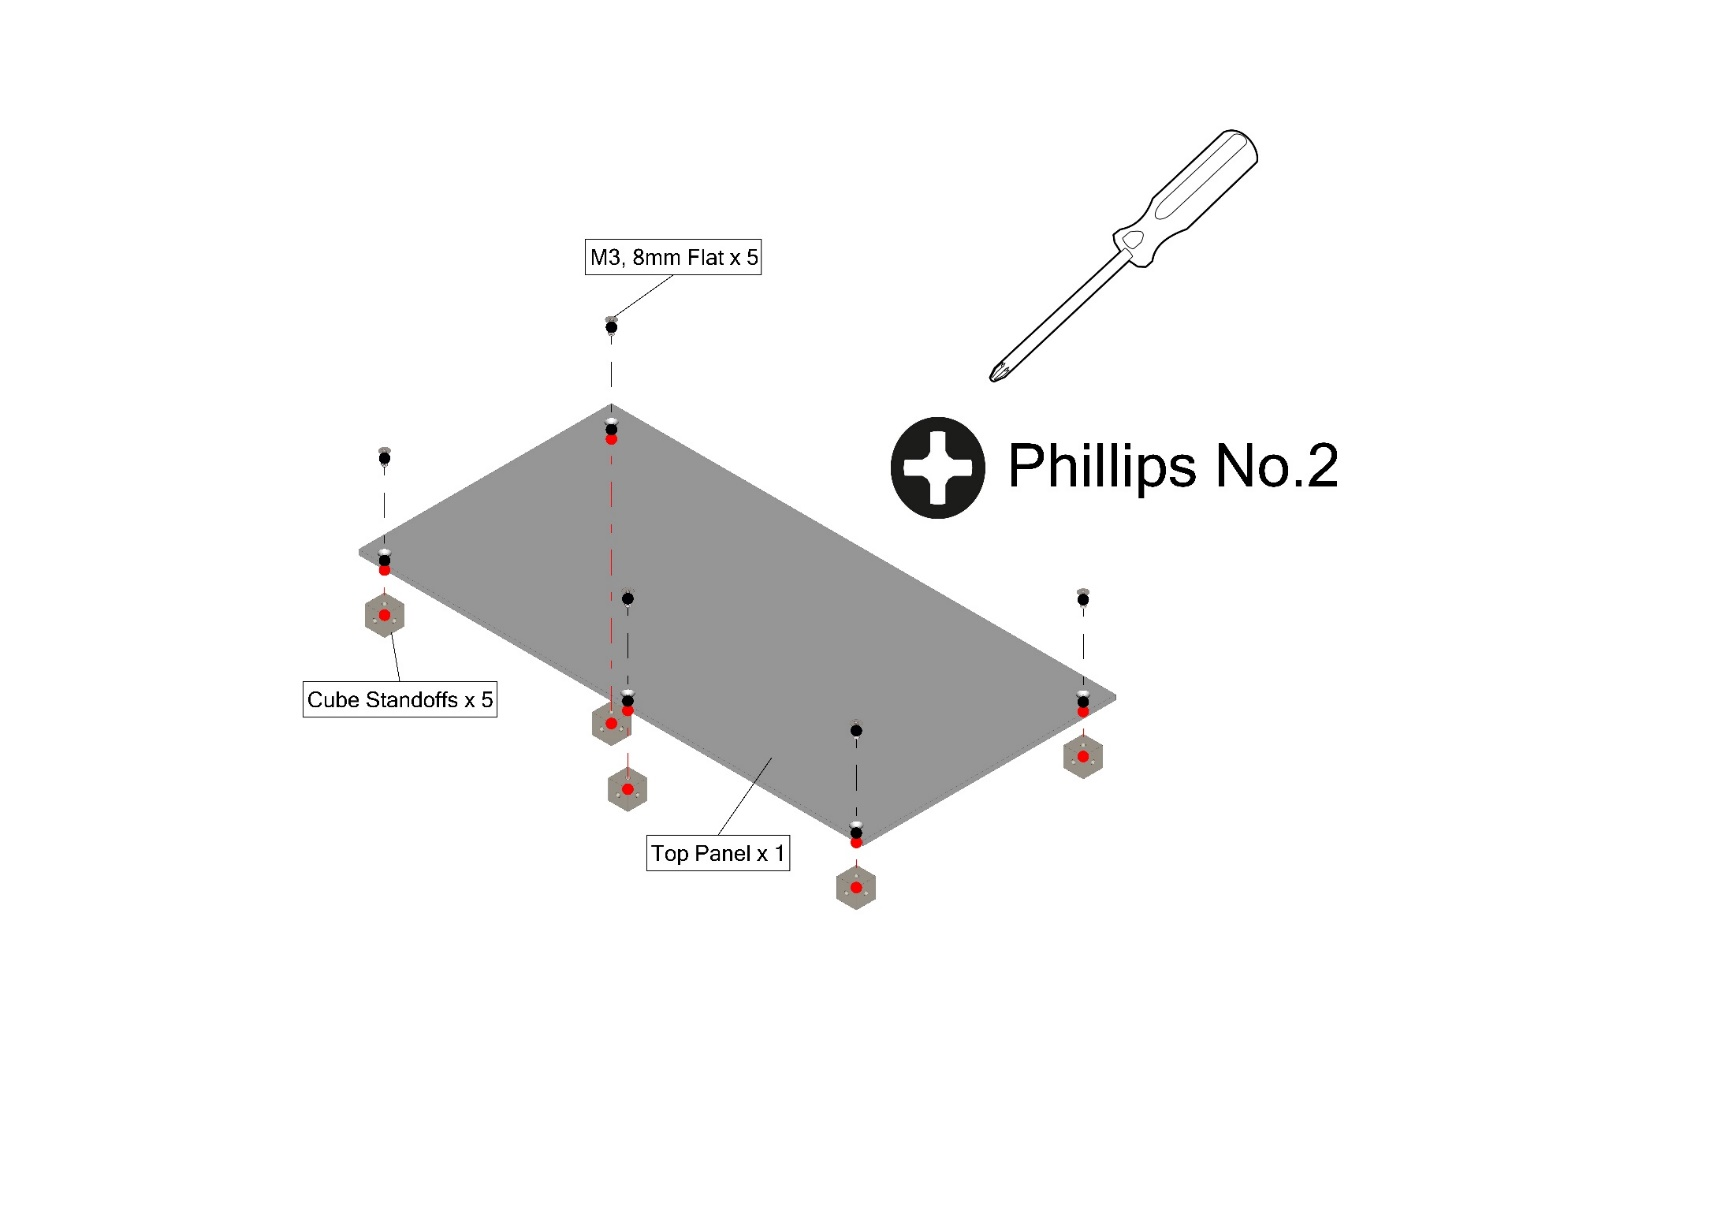 M3, 8mm Flat x 5
Phillips No.2
Cube Standoffs x 5
Top Panel x 1